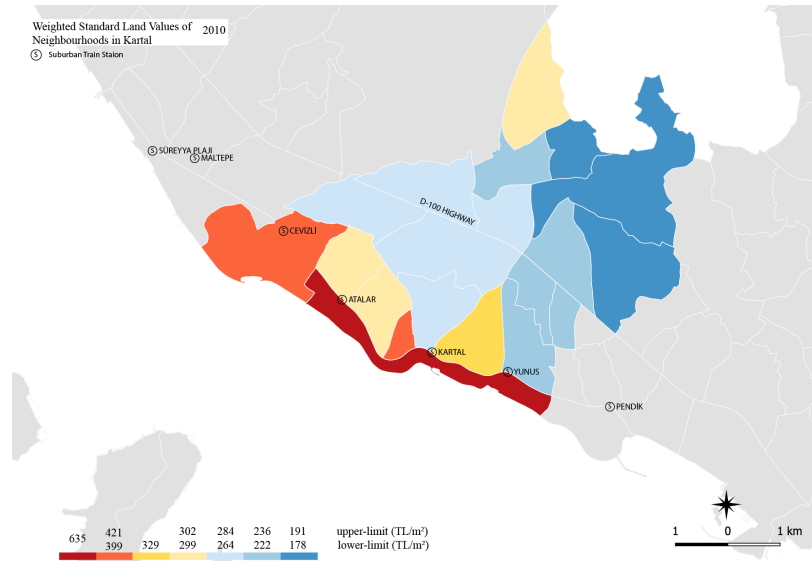 Weighted Standard Land Values of
Neighbourhoods in Kartal
2010
S Suburban Train Staion
S SÜREYYA PLAJI
S MALTEPE
D-100 HIGHWAY
S CEVİZLİ
S ATALAR
S KARTAL
S YUNUS
S PENDİK
635 421 329 302 284 236 191 upper-limit (TL/m²)
399 299 264 222 178 lower-limit (TL/m²)
1 0 1 km